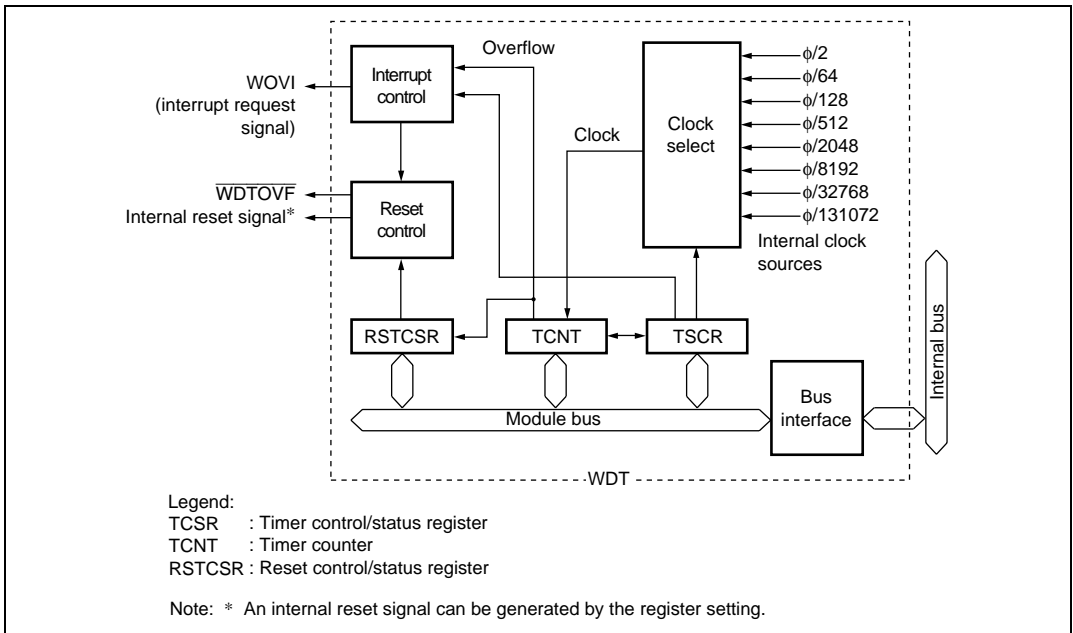 Overflow
WOVI
(interrupt request
signal)
Interrupt
control
WDTOVF
Internal reset signal*
Reset
control
Clock
Clock
select
ϕ/2
ϕ/64
ϕ/128
ϕ/512
ϕ/2048
ϕ/8192
ϕ/32768
ϕ/131072
Internal clock
sources
RSTCSR
TCNT
TSCR
Module bus
Bus
interface
Internal bus
WDT
Legend:
TCSR : Timer control/status register
TCNT : Timer counter
RSTCSR : Reset control/status register
Note: * An internal reset signal can be generated by the register setting.